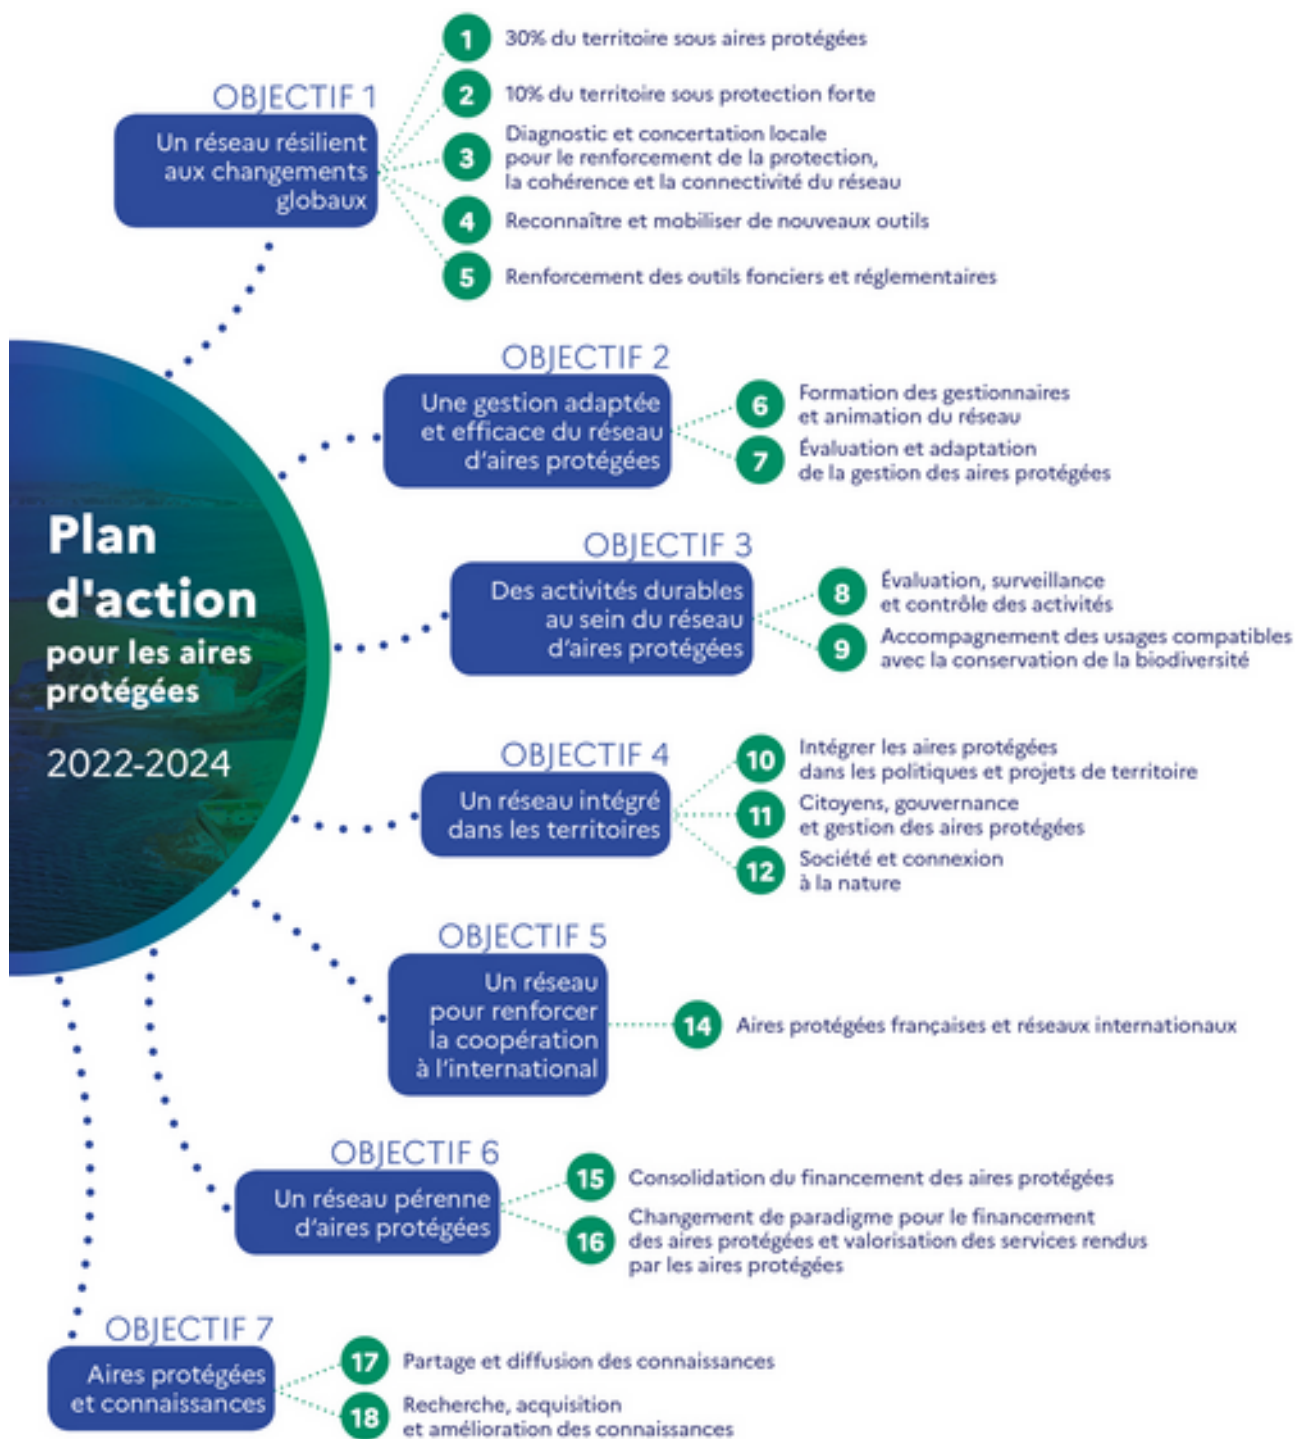 Plan
d'action
pour les aires
protégées
2022-2024
OBJECTIF 1
Un réseau résilient
aux changements
globaux
1
30% du territoire sous aires protégées
2
10% du territoire sous protection forte
3
Diagnostic et concertation locale
pour le renforcement de la protection,
la cohérence et la connectivité du réseau
4
Reconnaître et mobiliser de nouveaux outils
5
Renforcement des outils fonciers et réglementaires
OBJECTIF 2
Une gestion adaptée
et efficace du réseau
d'aires protégées
6
Formation des gestionnaires
et animation du réseau
7
Évaluation et adaptation
de la gestion des aires protégées
OBJECTIF 3
Des activités durables
au sein du réseau
d'aires protégées
8
Évaluation, surveillance
et contrôle des activités
9
Accompagnement des usages compatibles
avec la conservation de la biodiversité
OBJECTIF 4
Un réseau intégré
dans les territoires
10
Intégrer les aires protégées
dans les politiques et projets de territoire
11
Citoyens, gouvernance
et gestion des aires protégées
12
Société et connexion
à la nature
OBJECTIF 5
Un réseau
pour renforcer
la coopération
à l'international
14
Aires protégées françaises et réseaux internationaux
OBJECTIF 6
Un réseau pérenne
d'aires protégées
15
Consolidation du financement des aires protégées
16
Changement de paradigme pour le financement
des aires protégées et valorisation des services rendus
par les aires protégées
OBJECTIF 7
Aires protégées
et connaissances
17
Partage et diffusion des connaissances
18
Recherche, acquisition
et amélioration des connaissances